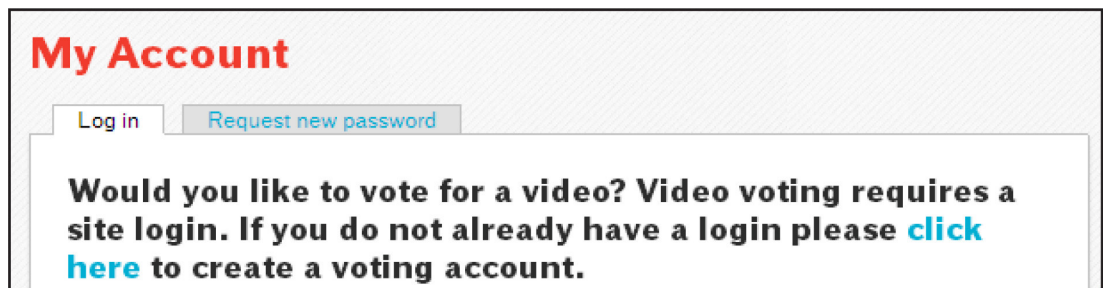 My Account
Log in Request new password
Would you like to vote for a video? Video voting requires a
site login. If you do not already have a login please click
here to create a voting account.